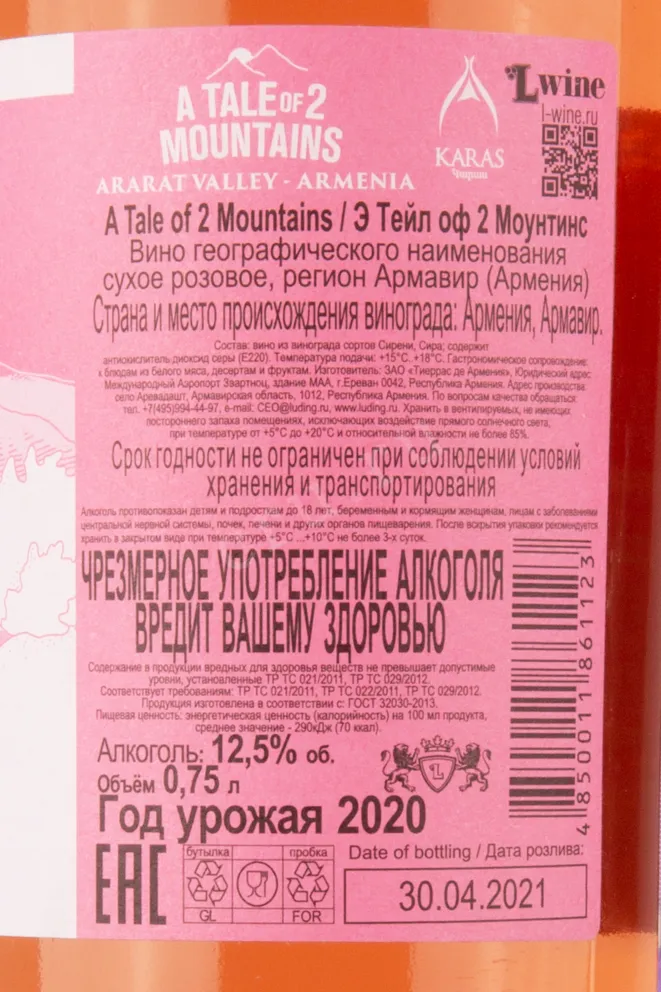 A TALE OF 2
MOUNTAINS
ARARAT VALLEY - ARMENIA
KARAS
Քարաս
Lwine
l-wine.ru
A Tale of 2 Mountains / Э Тейл оф 2 Моунтинс
Вино географического наименования
сухое розовое, регион Армавир (Армения)
Страна и место происхождения винограда: Армения, Армавир.
Состав: вино из винограда сортов Сирени, Сира; содержит
антиокислитель диоксид серы (Е220). Температура подачи: +15°C..+18°C. Гастрономическое сопровождение:
к блюдам из белого мяса, десертам и фруктам. Изготовитель: ЗАО «Тиеррас де Армения», Юридический адрес:
Международный Аэропорт Звартноц, здание МАА, г.Ереван 0042, Республика Армения. Адрес производства:
село Аревадашт, Армавирская область, 1012, Республика Армения. По вопросам качества обращаться:
тел. +7(495)994-44-97, e-mail: CEO@luding.ru, www.luding.ru. Хранить в вентилируемых, не имеющих
постороннего запаха помещениях, исключающих воздействие прямого солнечного света,
при температуре от +5°C до +20°C и относительной влажности не более 85%.
Срок годности не ограничен при соблюдении условий
хранения и транспортирования
Алкоголь противопоказан детям и подросткам до 18 лет, беременным и кормящим женщинам, лицам с заболеваниями
центральной нервной системы, почек, печени и других органов пищеварения. После вскрытия упаковки рекомендуется
хранить в закрытом виде при температуре +5°C ...+10°C не более 3-х суток.
ЧРЕЗМЕРНОЕ УПОТРЕБЛЕНИЕ АЛКОГОЛЯ
ВРЕДИТ ВАШЕМУ ЗДОРОВЬЮ
Содержание в продукции вредных для здоровья веществ не превышает допустимые
уровни, установленные ТР ТС 021/2011, ТР ТС 029/2012.
Соответствует требованиям: ТР ТС 021/2011, ТР ТС 022/2011, ТР ТС 029/2012.
Продукция изготовлена в соответствии с: ГОСТ 32030-2013.
Пищевая ценность: энергетическая ценность (калорийность) на 100 мл продукта,
среднее значение - 290кДж (70 ккал).
Алкоголь: 12,5% об.
Объём 0,75 л
Год урожая 2020
L
4850011861123
EAC
бутылка
пробка
GL
FOR
Date of bottling / Дата розлива:
30.04.2021